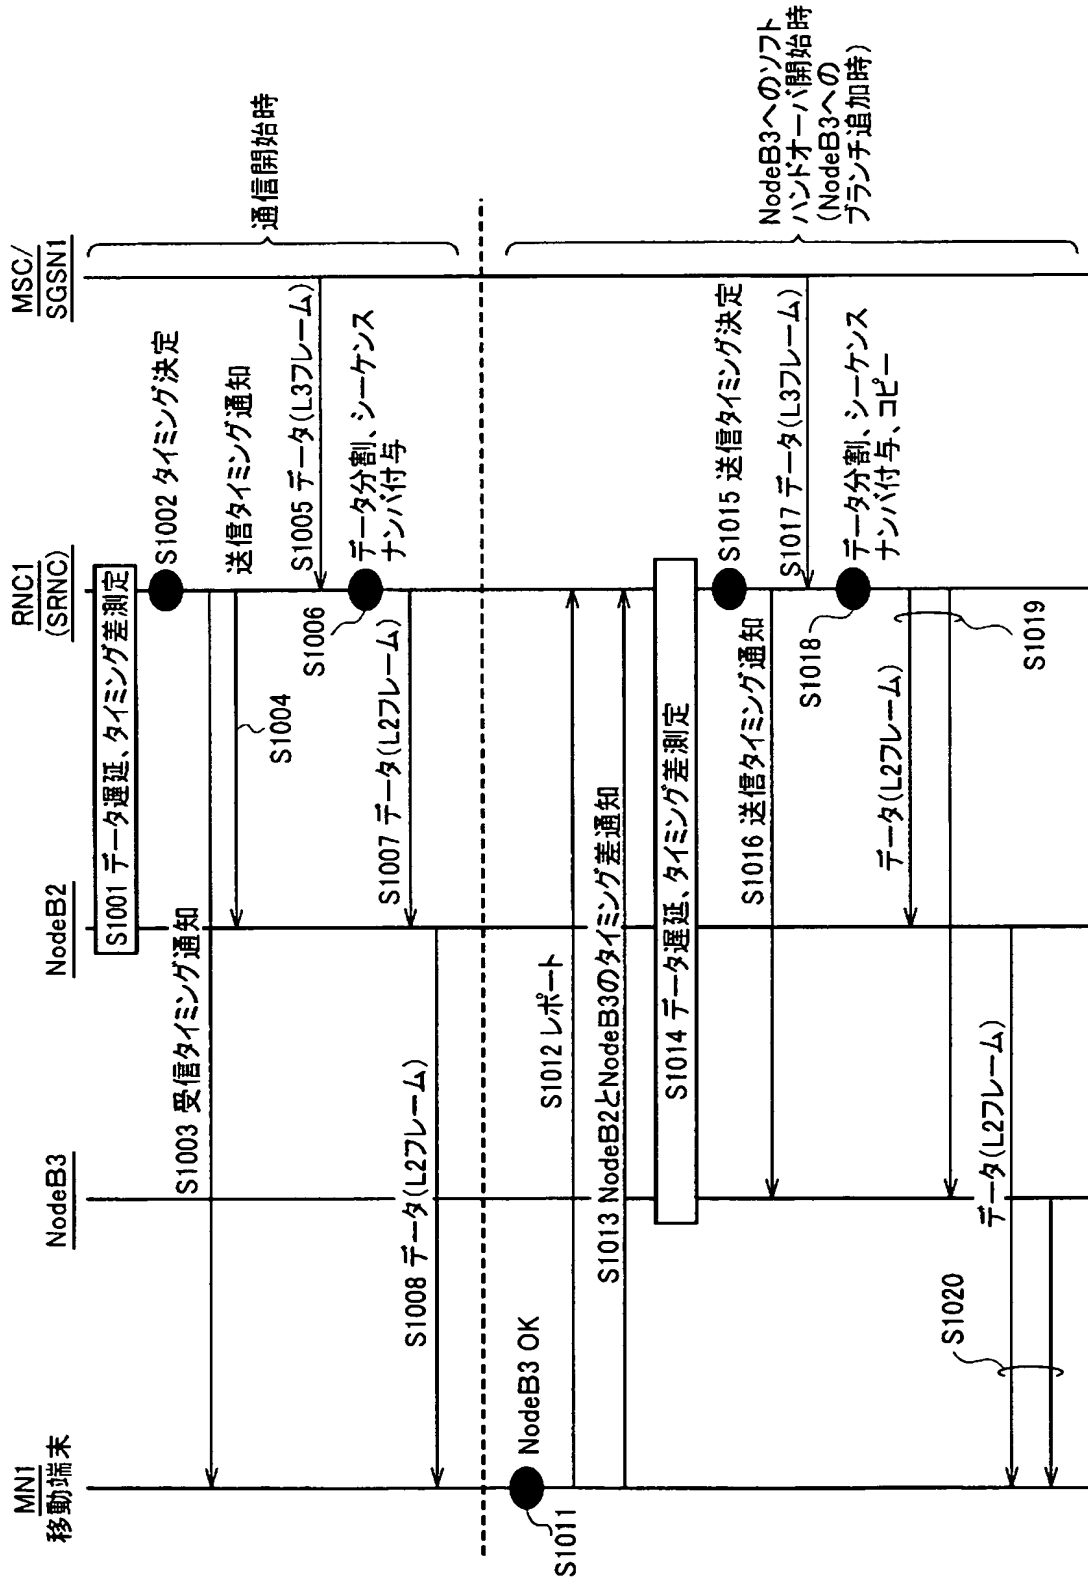 MN1
移動端末
NodeB3
NodeB2
RNC1
(SRNC)
MSC/
SGSN1
S1001 データ遅延、タイミング差測定
S1002 タイミング決定
S1003 受信タイミング通知
送信タイミング通知
S1004
S1005 データ(L3フレーム)
S1006
データ分割、シーケンス
ナンバ付与
S1007 データ(L2フレーム)
S1008 データ(L2フレーム)
通信開始時
S1011
NodeB3 OK
S1012 レポート
S1013 NodeB2とNodeB3のタイミング差通知
S1014 データ遅延、タイミング差測定
S1015 送信タイミング決定
S1016 送信タイミング通知
S1017 データ(L3フレーム)
S1018
データ分割、シーケンス
ナンバ付与、コピー
データ(L2フレーム)
S1019
データ(L2フレーム)
S1020
NodeB3へのソフト
ハンドオーバ開始時
(NodeB3への
ブランチ追加時)